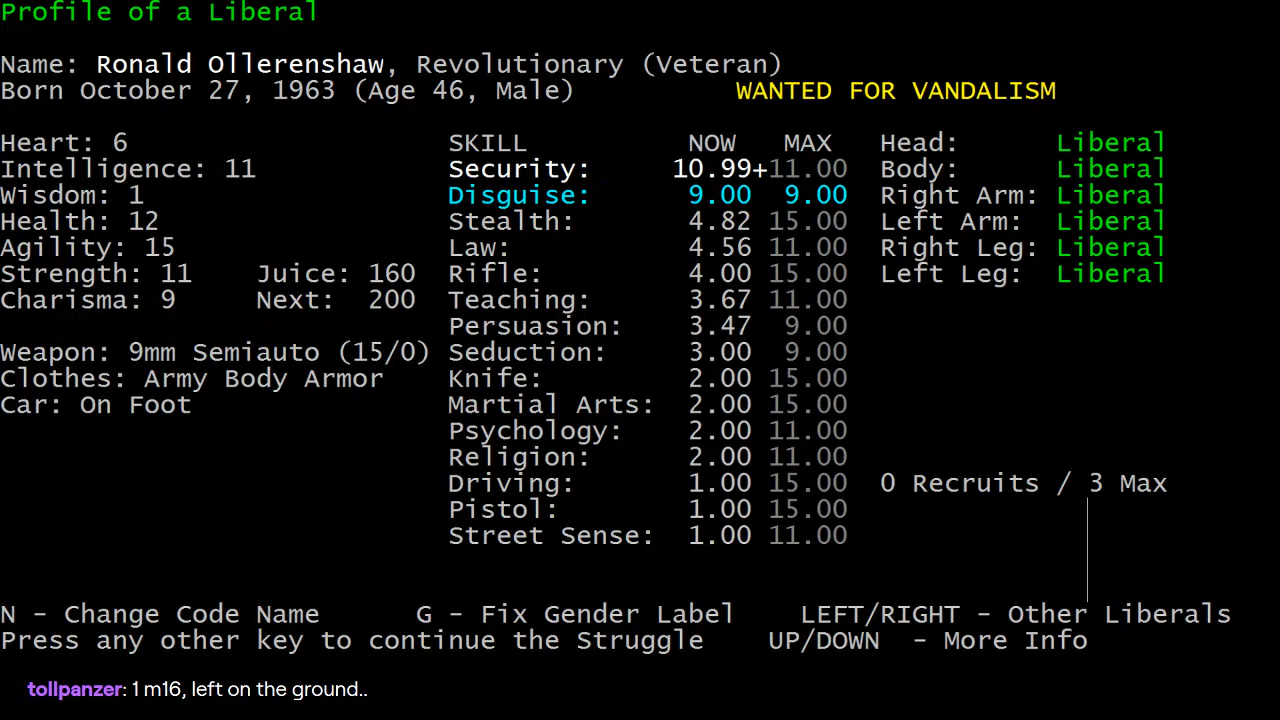 Profile of a Liberal
Name: Ronald Ollerenshaw, Revolutionary (Veteran)
Born October 27, 1963 (Age 46, Male) WANTED FOR VANDALISM
Heart: 6 SKILL NOW MAX Head: Liberal
Intelligence: 11 Security: 10.99+11.00 Body: Liberal
Wisdom: 1 Disguise: 9.00 9.00 Right Arm: Liberal
Health: 12 Stealth: 4.82 15.00 Left Arm: Liberal
Agility: 15 Law: 4.56 11.00 Right Leg: Liberal
Strength: 11 Juice: 160 Rifle: 4.00 15.00 Left Leg: Liberal
Charisma: 9 Next: 200 Teaching: 3.67 11.00
Persuasion: 3.47 9.00
Weapon: 9mm Semiauto (15/0) Seduction: 3.00 9.00
Clothes: Army Body Armor Knife: 2.00 15.00
Car: On Foot Martial Arts: 2.00 15.00
Psychology: 2.00 11.00
Religion: 2.00 11.00
Driving: 1.00 15.00 0 Recruits / 3 Max
Pistol: 1.00 15.00
Street Sense: 1.00 11.00
N - Change Code Name G - Fix Gender Label LEFT/RIGHT - Other Liberals
Press any other key to continue the Struggle UP/DOWN - More Info
tollpanzer: 1 m16, left on the ground..